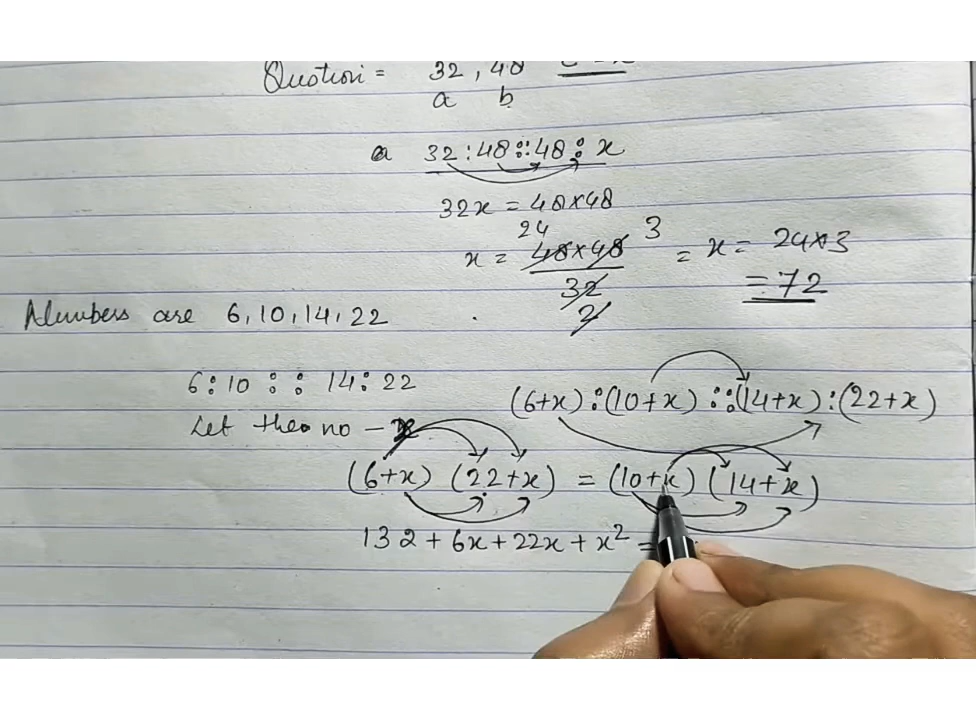 Question = 32, 48
a b
a 32 : 48 :: 48 : x
32x = 48×48
24 3
x = 48×48 = x = 24×3
32 = 72
2
Numbers are 6, 10, 14, 22
6 : 10 :: 14 : 22
(6+x) : (10+x) :: (14+x) : (22+x)
Let the no - x
(6+x) (22+x) = (10+x) (14+x)
132 + 6x + 22x + x² =